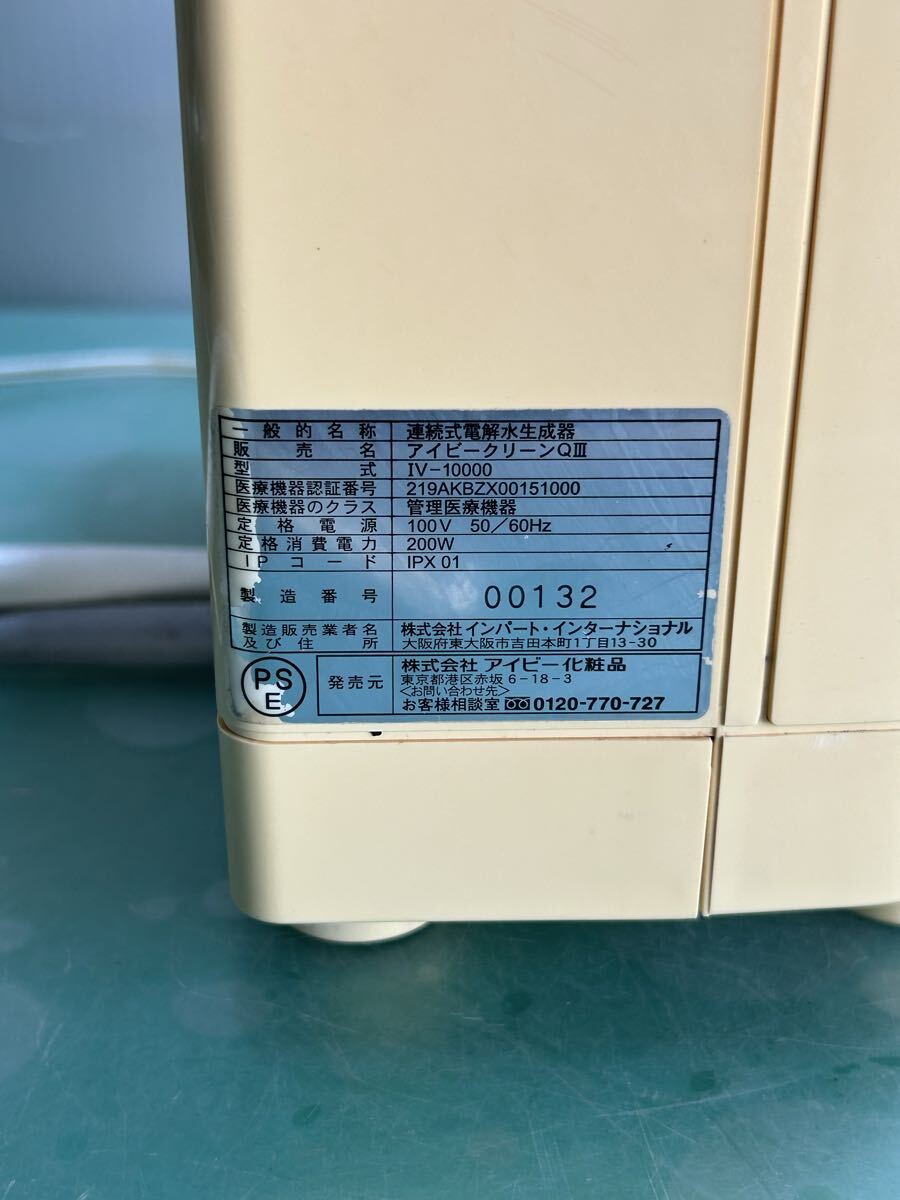 一般的名称 連続式電解水生成器
販売名 アイビークリーンQⅢ
型式 IV-10000
医療機器認証番号 219AKBZX00151000
医療機器のクラス 管理医療機器
定格電源 100V 50／60Hz
定格消費電力 200W
IPコード IPX 01
製造番号 00132
製造販売業者名 株式会社 インパート・インターナショナル
及び住所 大阪府東大阪市吉田本町1丁目13-30
PS
E
発売元
株式会社 アイビー化粧品
東京都港区赤坂 6-18-3
<お問い合わせ先>
お客様相談室 0120-770-727